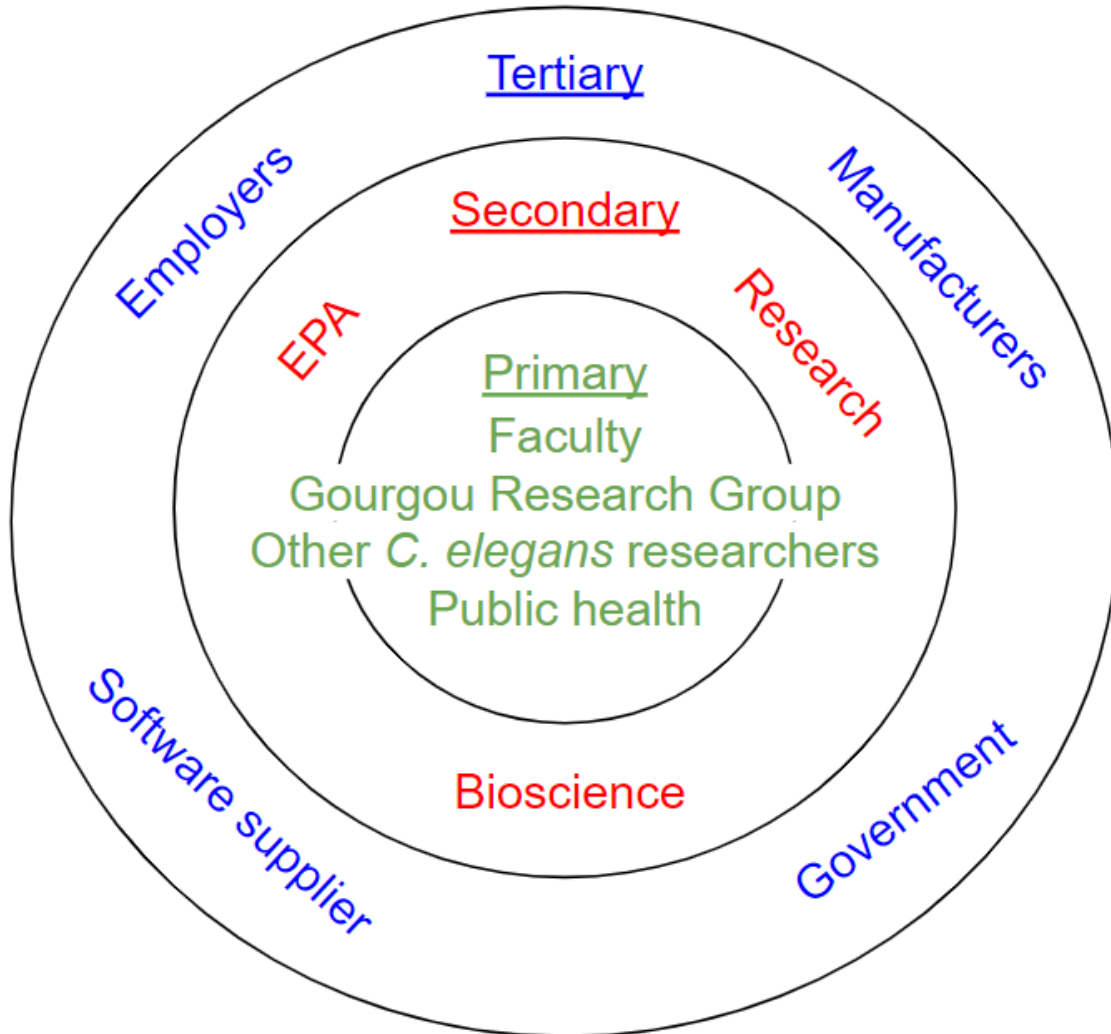 Tertiary
Employers
Manufacturers
Secondary
EPA
Research
Primary
Faculty
Gourgou Research Group
Other C. elegans researchers
Public health
Software supplier
Bioscience
Government